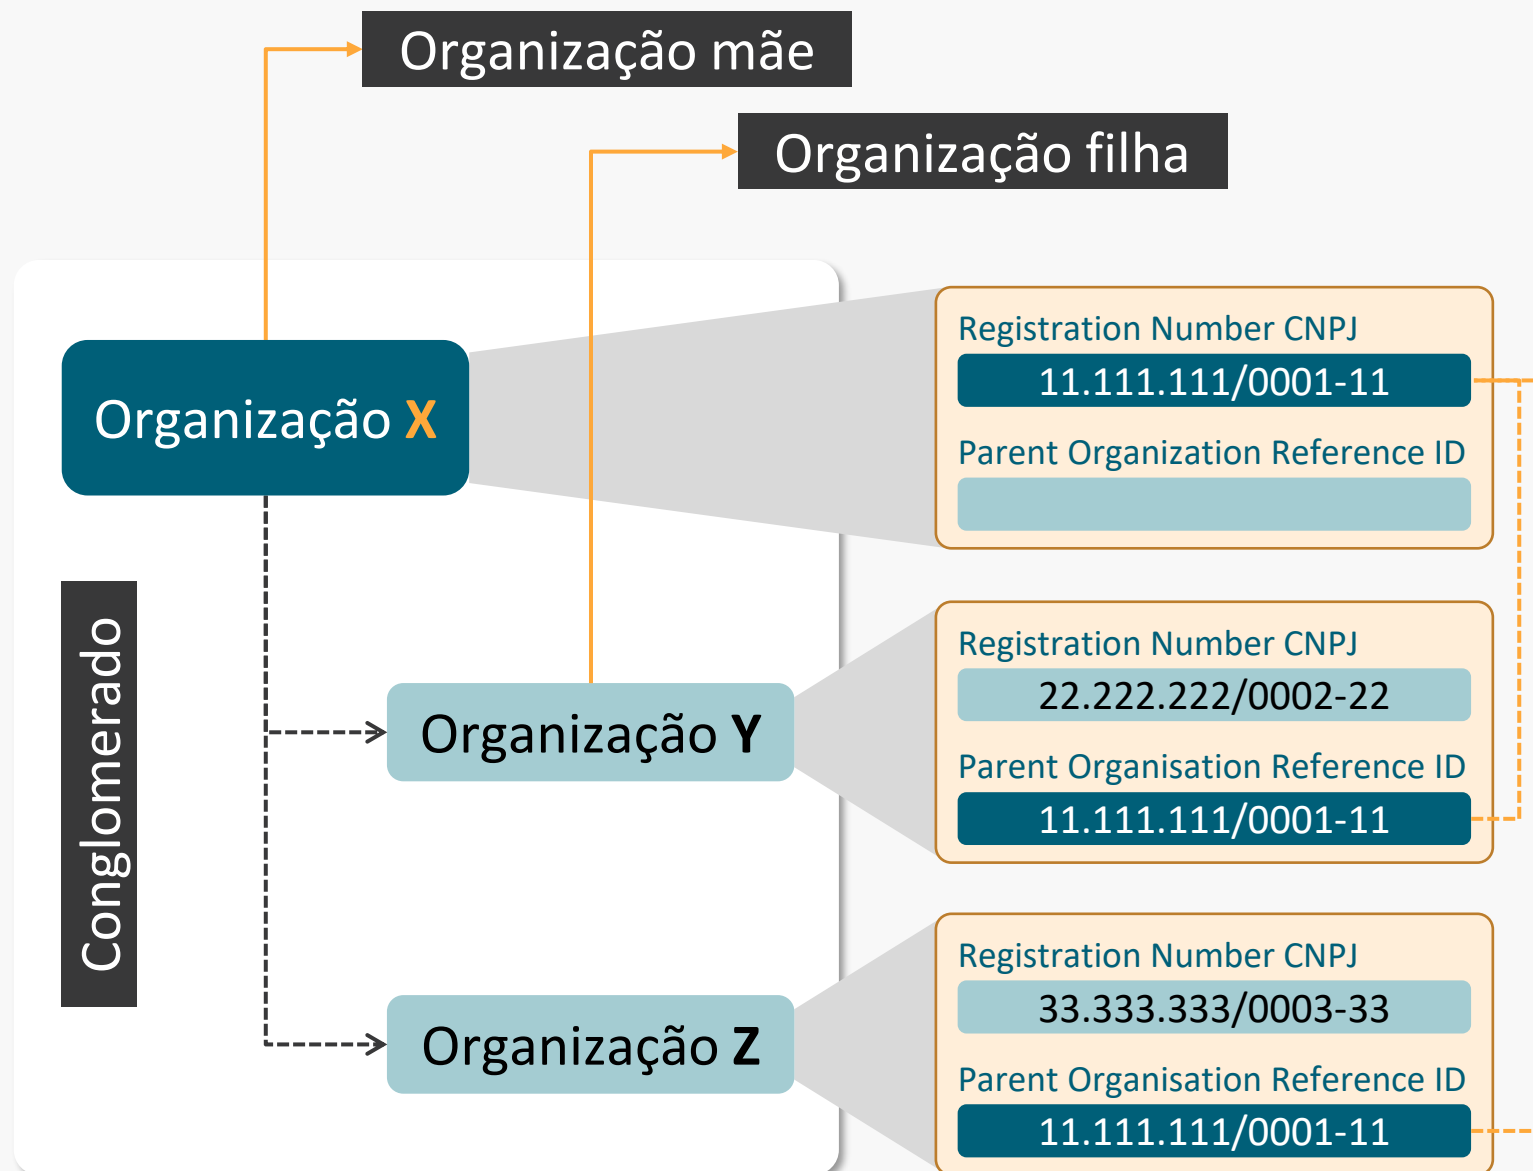 Organização mãe
Organização filha
Organização X
Registration Number CNPJ
11.111.111/0001-11
Parent Organization Reference ID
Conglomerado
Organização Y
Registration Number CNPJ
22.222.222/0002-22
Parent Organisation Reference ID
11.111.111/0001-11
Organização Z
Registration Number CNPJ
33.333.333/0003-33
Parent Organisation Reference ID
11.111.111/0001-11